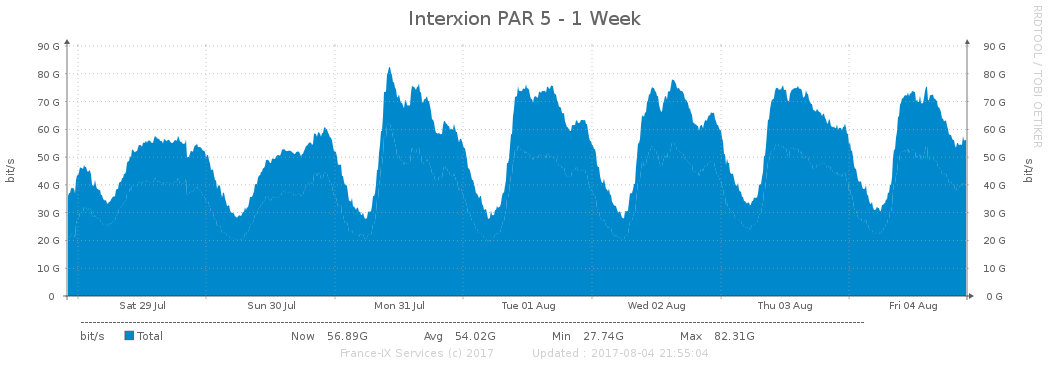 Interxion PAR 5 - 1 Week
RRDTOOL / TOBI OETIKER
bit/s
90 G 90 G
80 G 80 G
70 G 70 G
60 G 60 G
50 G 50 G
40 G 40 G
30 G 30 G
20 G 20 G
10 G 10 G
0 0 G
bit/s
Sat 29 Jul Sun 30 Jul Mon 31 Jul Tue 01 Aug Wed 02 Aug Thu 03 Aug Fri 04 Aug
bit/s Total Now 56.89G Avg 54.02G Min 27.74G Max 82.31G
France-IX Services (c) 2017 Updated : 2017-08-04 21:55:04